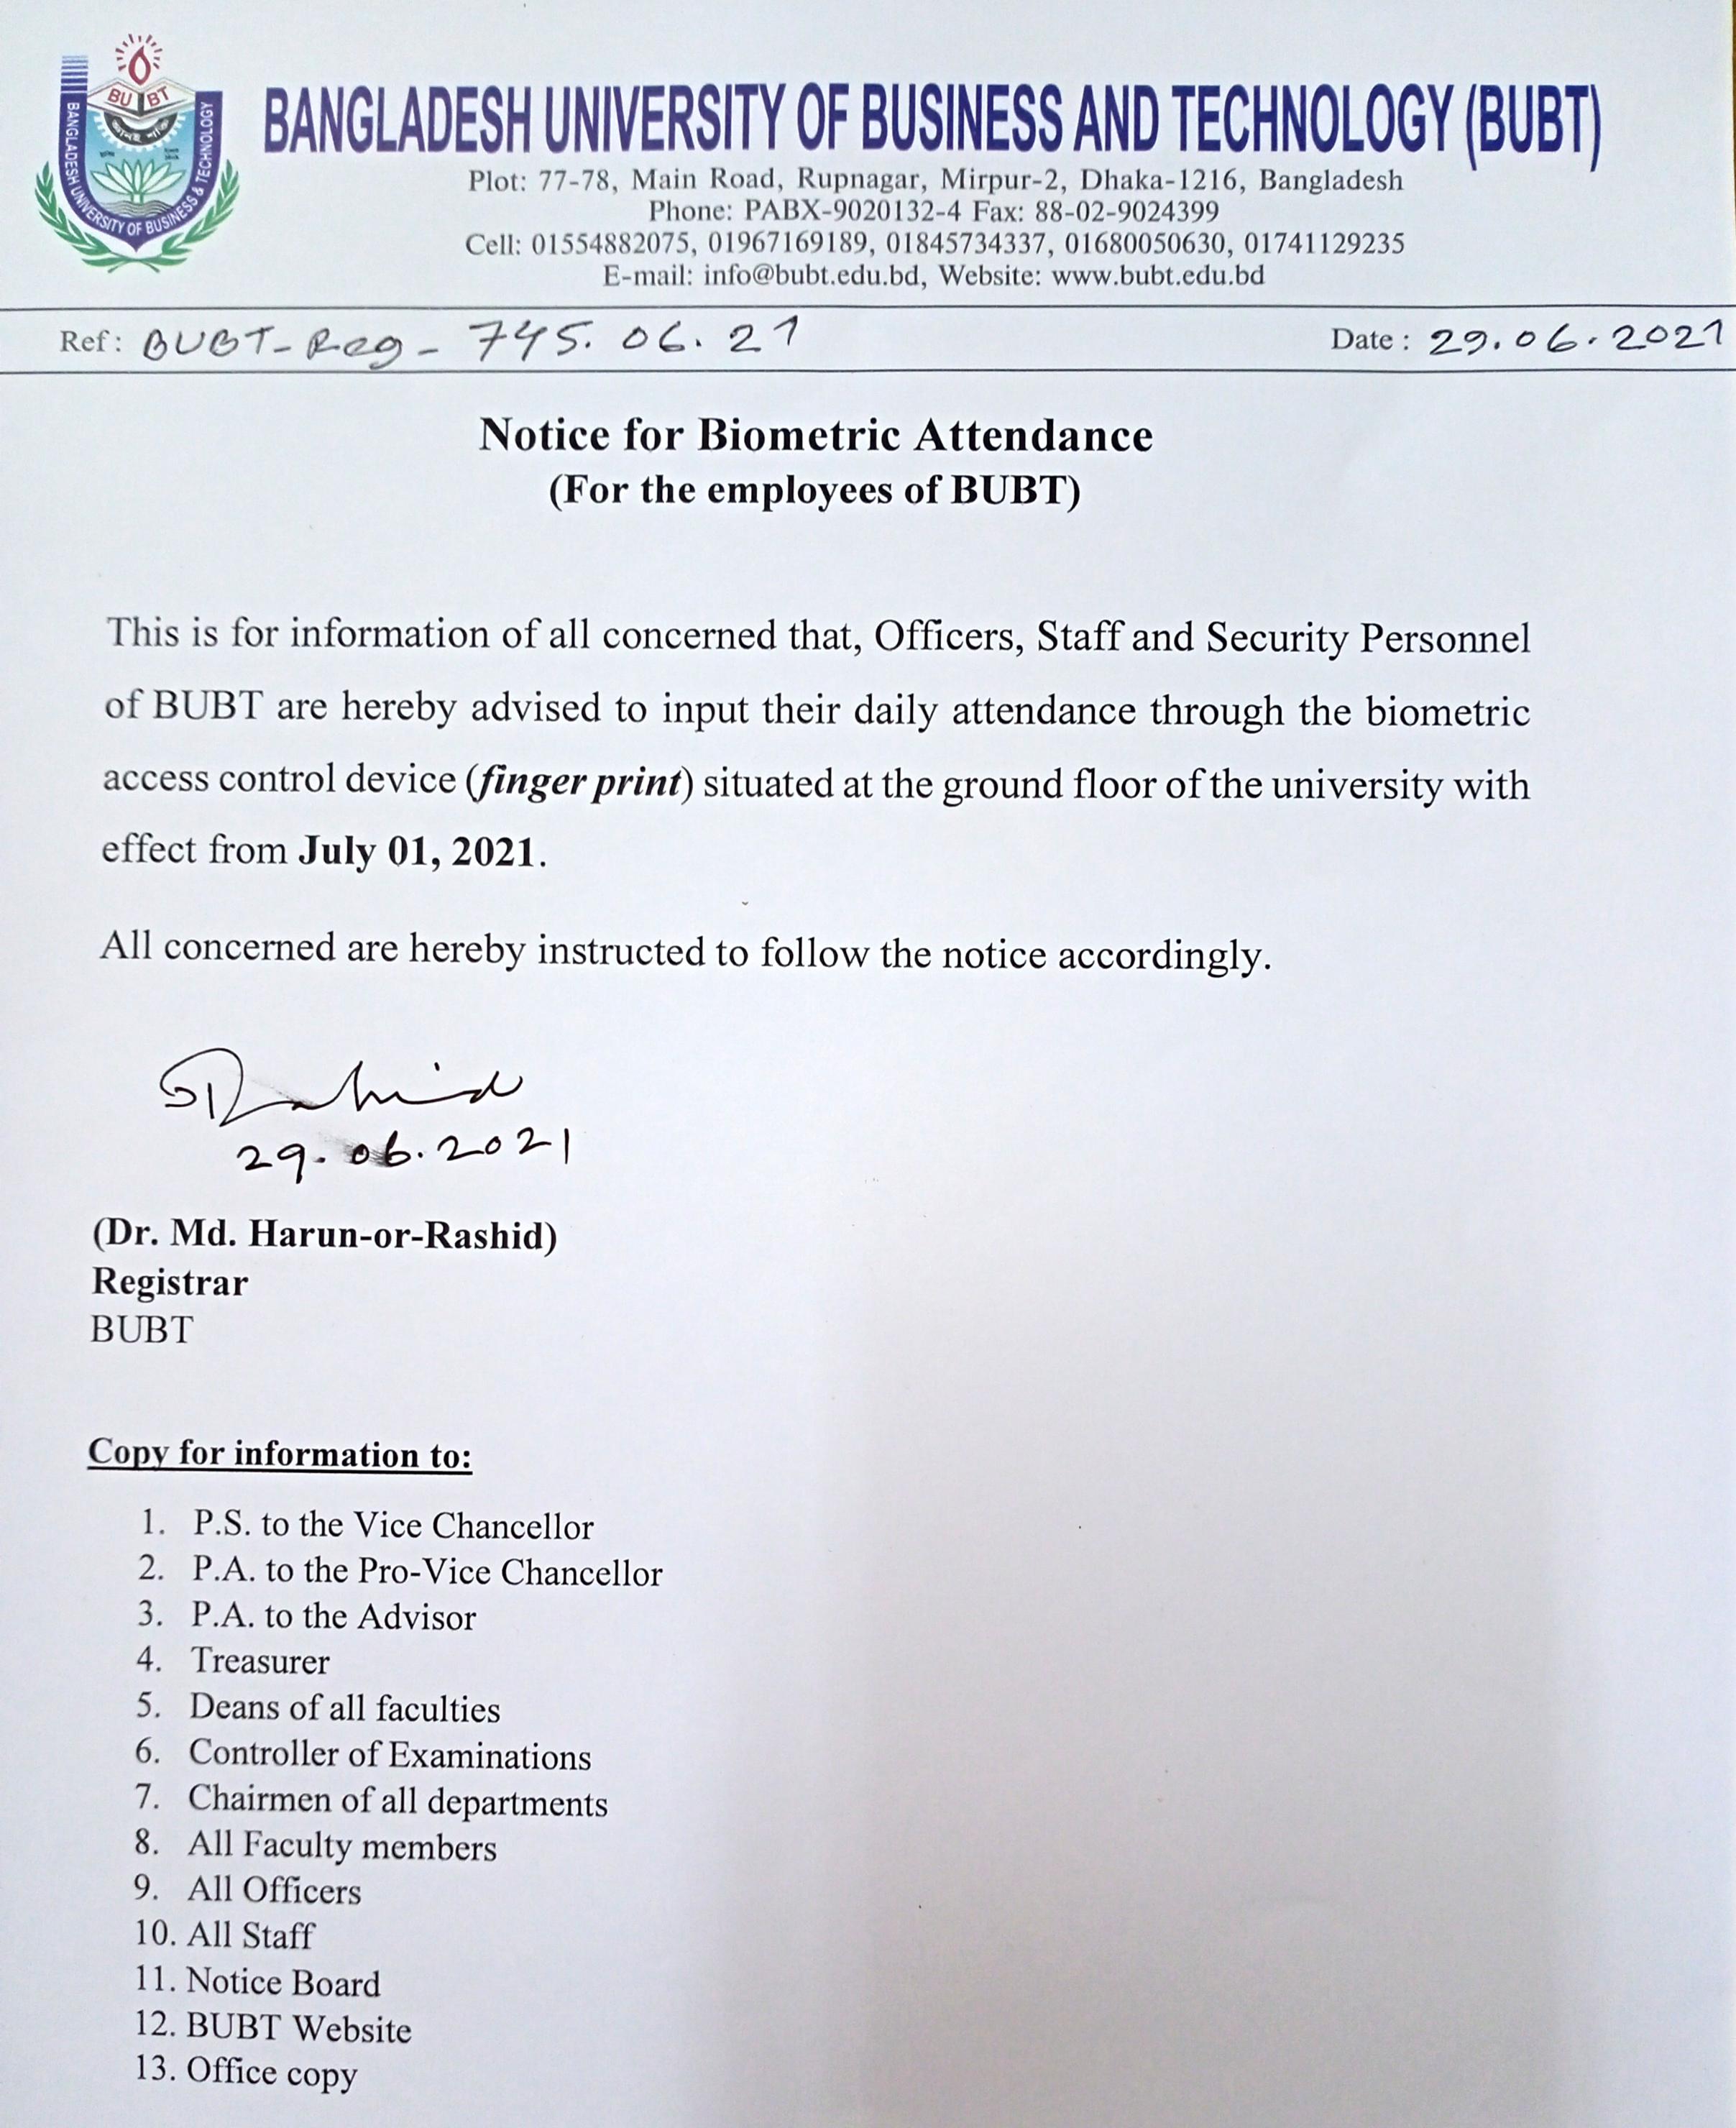 BU BT
BANGLADESH UNIVERSITY OF BUSINESS & TECHNOLOGY
BANGLADESH UNIVERSITY OF BUSINESS AND TECHNOLOGY (BUBT)
Plot: 77-78, Main Road, Rupnagar, Mirpur-2, Dhaka-1216, Bangladesh
Phone: PABX-9020132-4 Fax: 88-02-9024399
Cell: 01554882075, 01967169189, 01845734337, 01680050630, 01741129235
E-mail: info@bubt.edu.bd, Website: www.bubt.edu.bd
Ref: BUBT-Reg-745.06.21 Date: 29.06.2021
Notice for Biometric Attendance
(For the employees of BUBT)
This is for information of all concerned that, Officers, Staff and Security Personnel
of BUBT are hereby advised to input their daily attendance through the biometric
access control device (finger print) situated at the ground floor of the university with
effect from July 01, 2021.
All concerned are hereby instructed to follow the notice accordingly.
29.06.2021
(Dr. Md. Harun-or-Rashid)
Registrar
BUBT
Copy for information to:
1. P.S. to the Vice Chancellor
2. P.A. to the Pro-Vice Chancellor
3. P.A. to the Advisor
4. Treasurer
5. Deans of all faculties
6. Controller of Examinations
7. Chairmen of all departments
8. All Faculty members
9. All Officers
10. All Staff
11. Notice Board
12. BUBT Website
13. Office copy